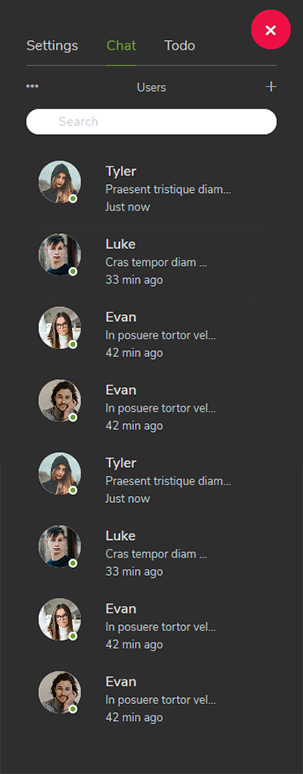 Settings Chat Todo
Users
Search
Tyler
Praesent tristique diam...
Just now
Luke
Cras tempor diam ...
33 min ago
Evan
In posuere tortor vel...
42 min ago
Evan
In posuere tortor vel...
42 min ago
Tyler
Praesent tristique diam...
Just now
Luke
Cras tempor diam ...
33 min ago
Evan
In posuere tortor vel...
42 min ago
Evan
In posuere tortor vel...
42 min ago